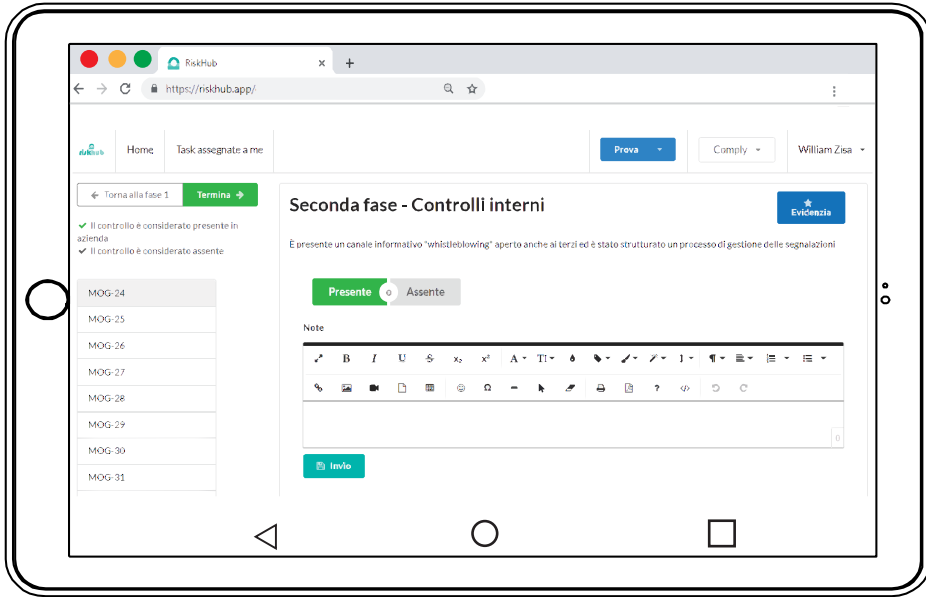 RiskHub
https://riskhub.app/
riskhub
Home
Task assegnate a me
Prova
Comply
William Zisa
Torna alla fase 1
Termina
Il controllo è considerato presente in
azienda
Il controllo è considerato assente
MOG-24
MOG-25
MOG-26
MOG-27
MOG-28
MOG-29
MOG-30
MOG-31
Seconda fase - Controlli interni
Evidenzia
È presente un canale informativo "whistleblowing" aperto anche ai terzi ed è stato strutturato un processo di gestione delle segnalazioni
Presente o Assente
Note
B I U S x₂ x² A TI
Ω ? </>
0
Invio